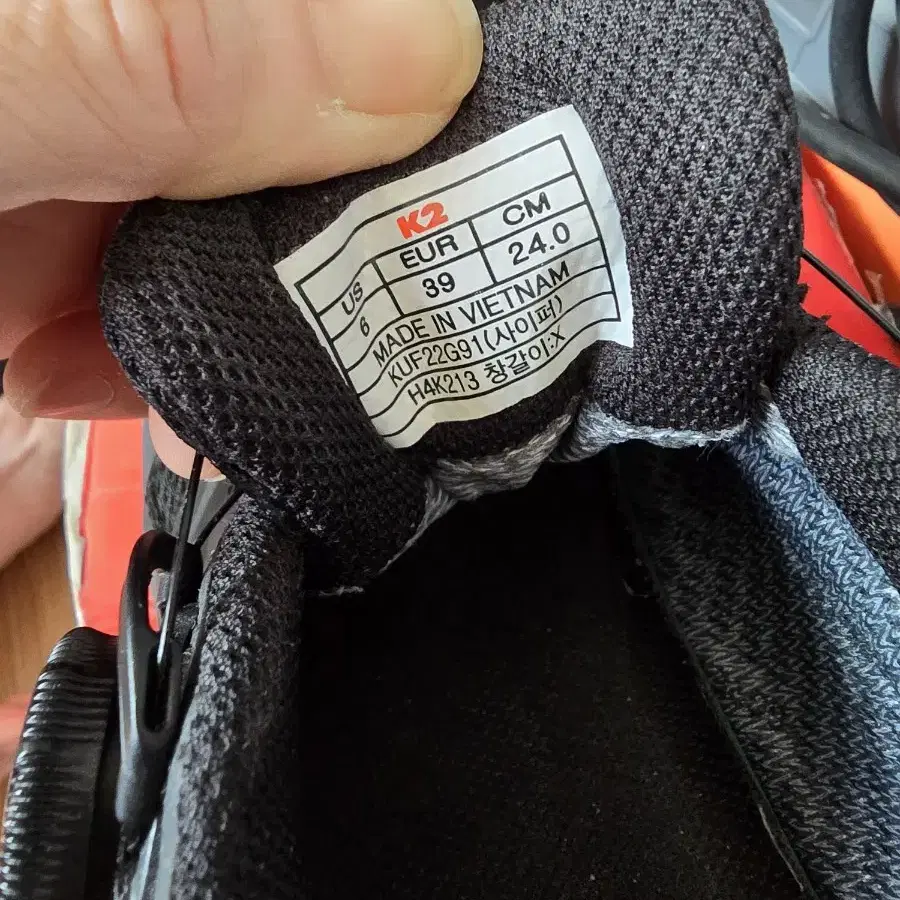 K2
US EUR CM
6 39 24.0
MADE IN VIETNAM
KUF22G91(사이퍼)
H4K213 창갈이:X